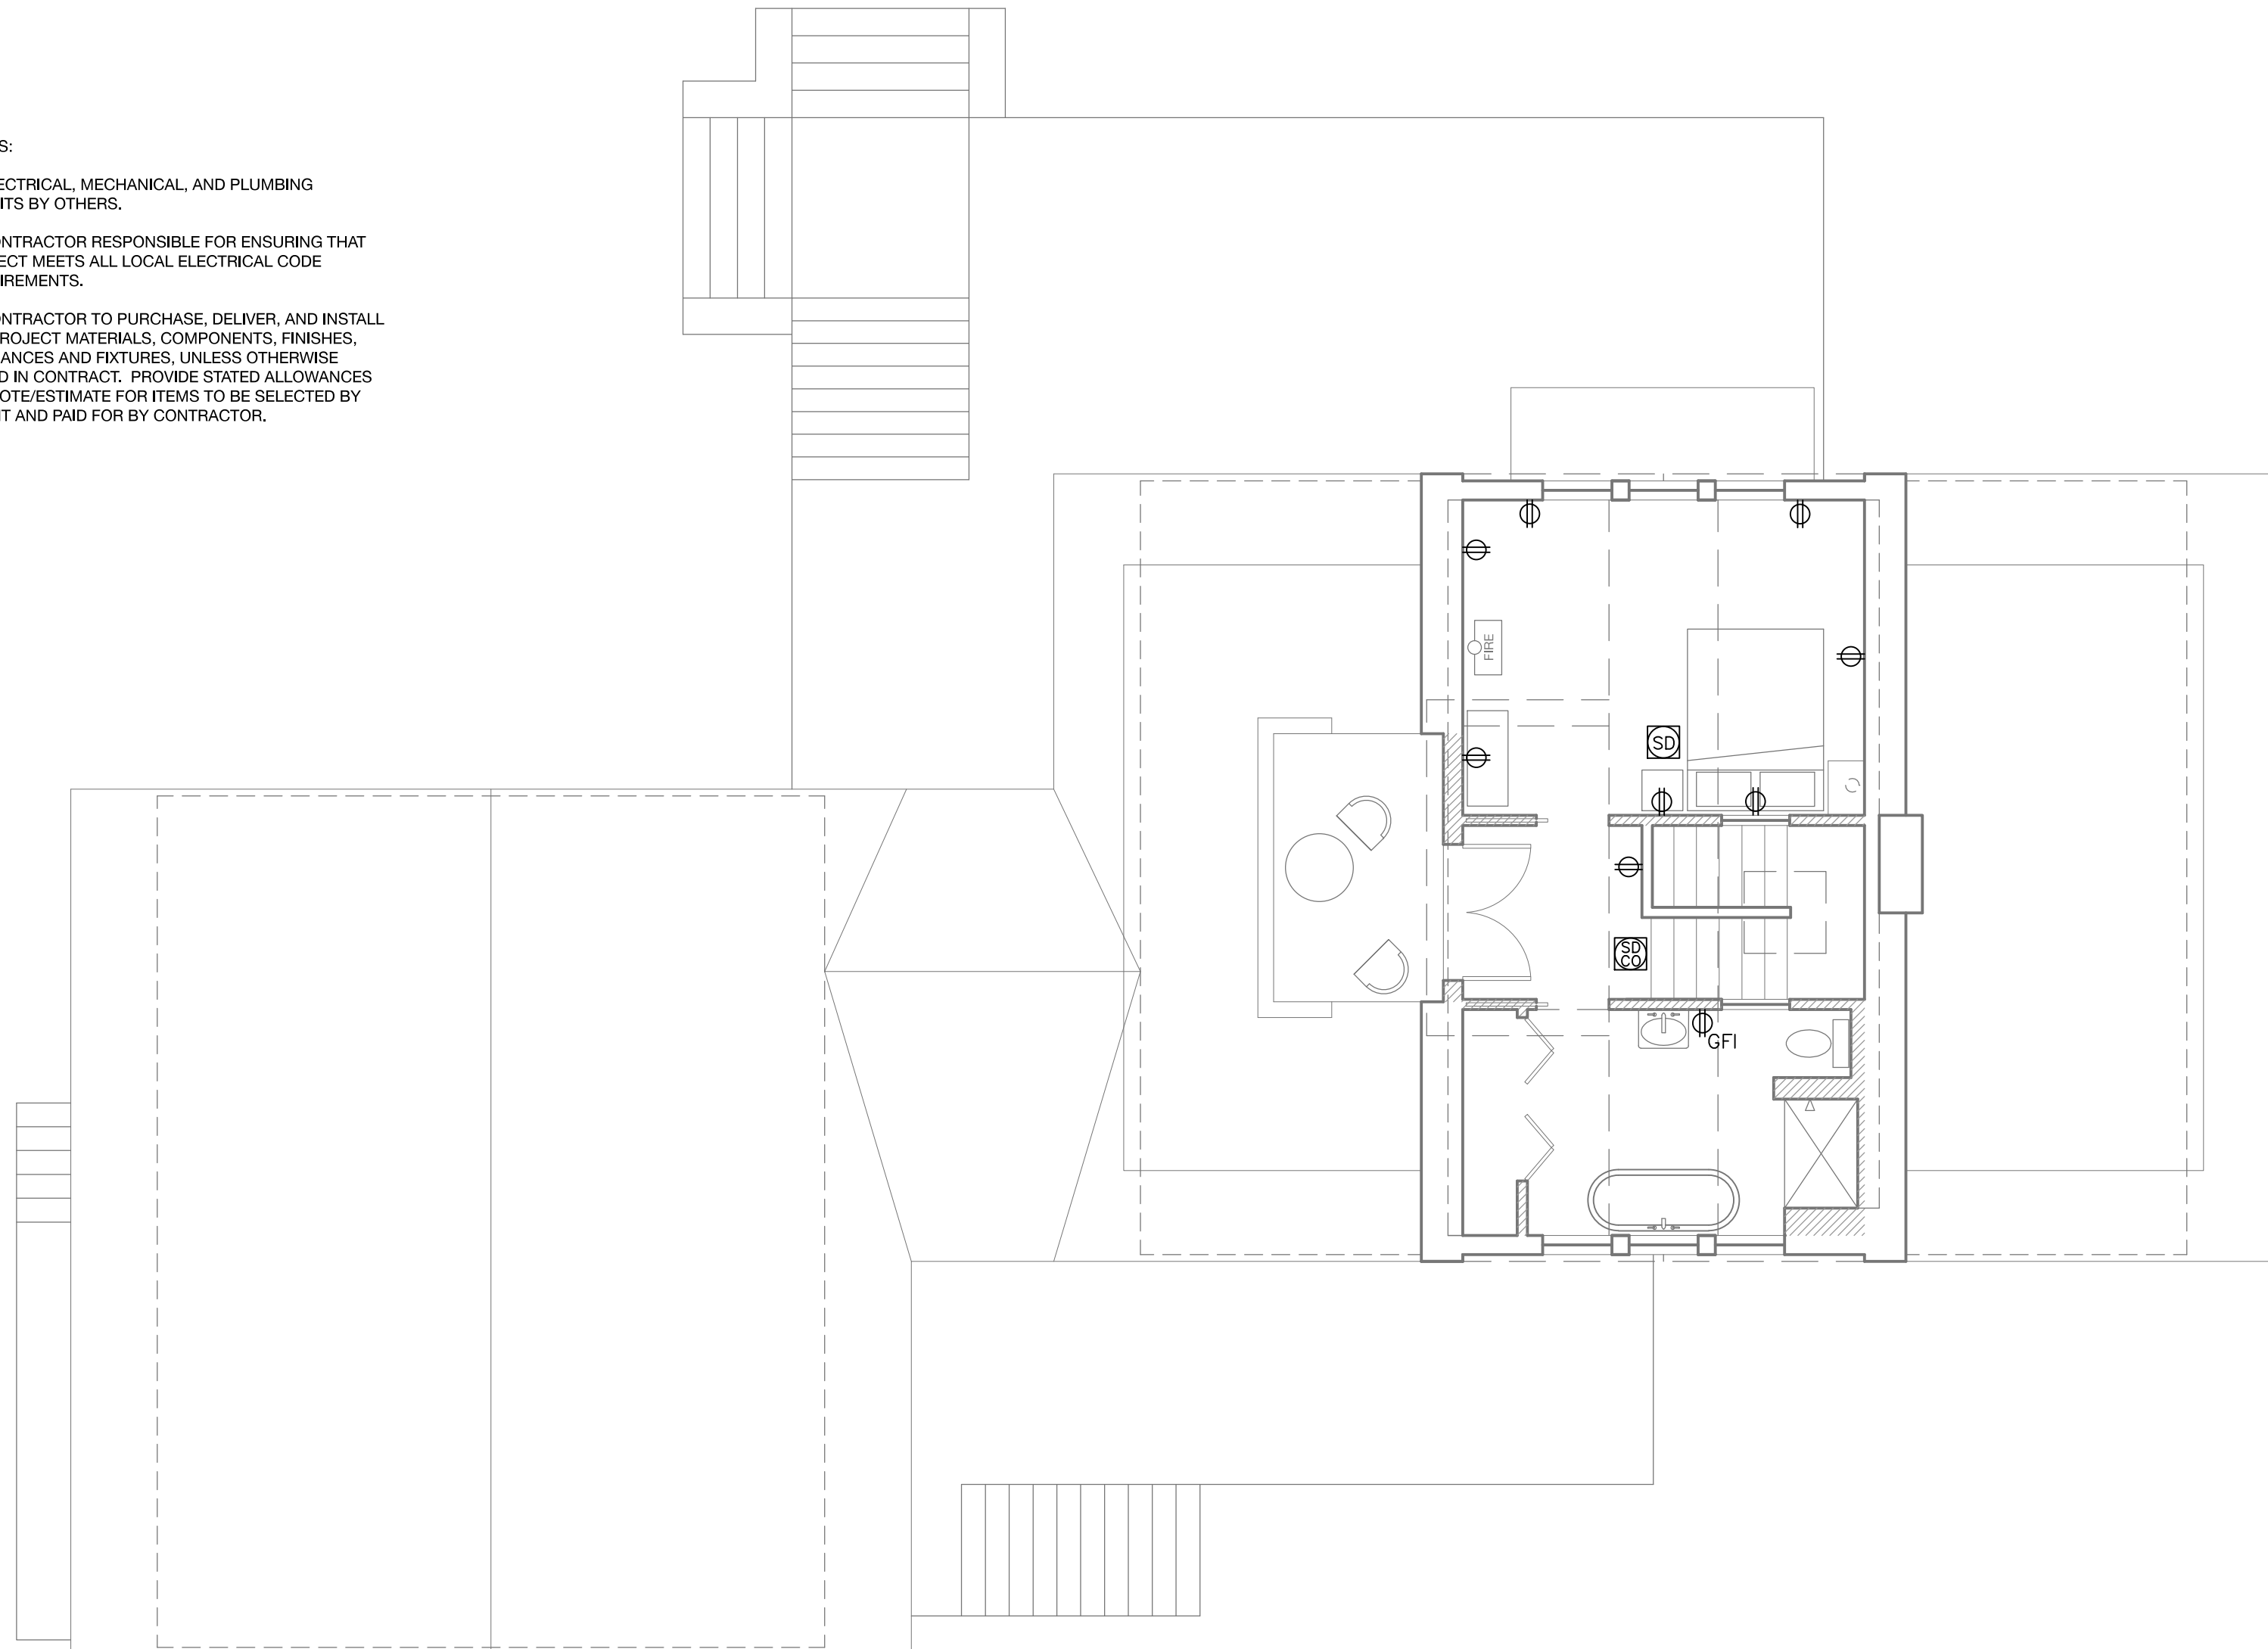 S:
ECTRICAL, MECHANICAL, AND PLUMBING
ITS BY OTHERS.
ONTRACTOR RESPONSIBLE FOR ENSURING THAT
ECT MEETS ALL LOCAL ELECTRICAL CODE
IREMENTS.
ONTRACTOR TO PURCHASE, DELIVER, AND INSTALL
ROJECT MATERIALS, COMPONENTS, FINISHES,
ANCES AND FIXTURES, UNLESS OTHERWISE
D IN CONTRACT. PROVIDE STATED ALLOWANCES
OTE/ESTIMATE FOR ITEMS TO BE SELECTED BY
T AND PAID FOR BY CONTRACTOR.
FIRE
SD
SD
CO
GFI